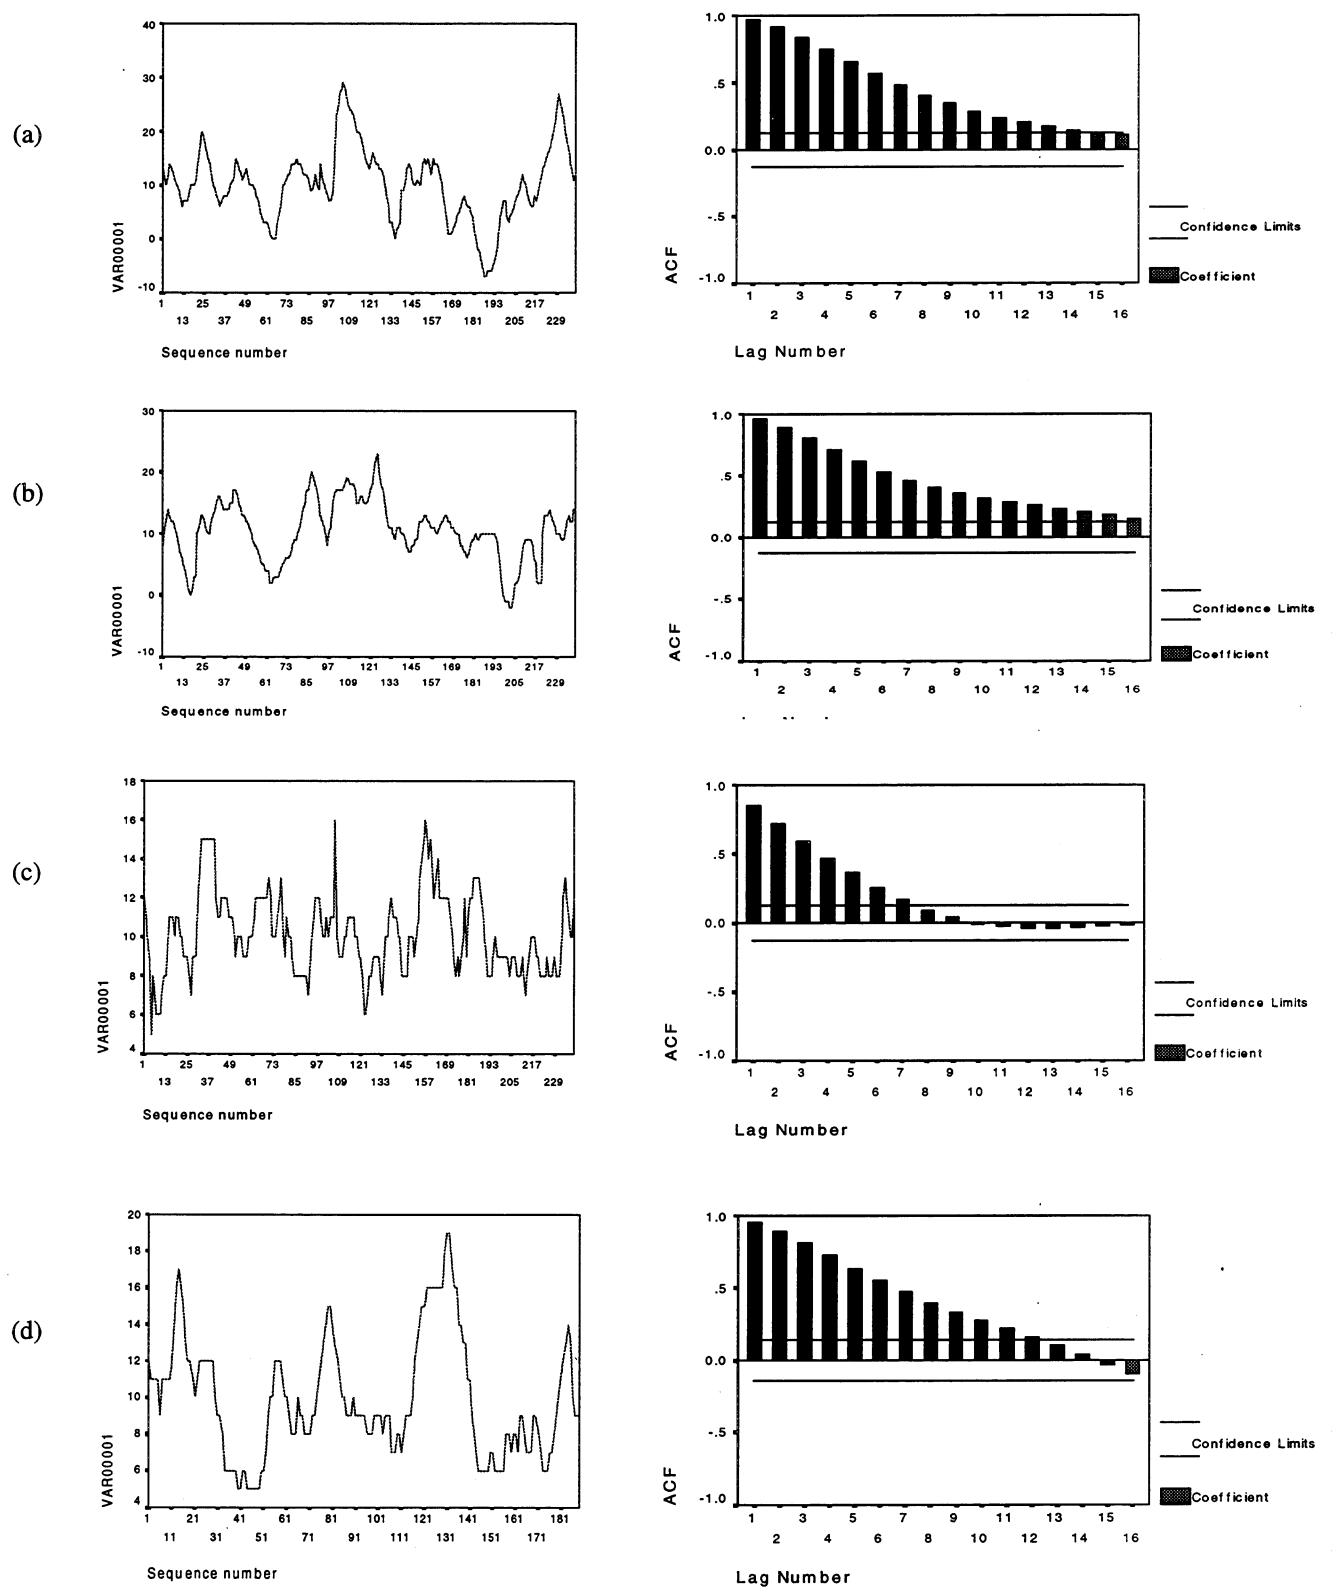 (a)
40
30
20
10
0
-10
VAR00001
1 25 49 73 97 121 145 169 193 217
13 37 61 85 109 133 157 181 205 229
Sequence number
1.0
.5
0.0
-.5
-1.0
ACF
1 3 5 7 9 11 13 15
2 4 6 8 10 12 14 16
Lag Number
Confidence Limits
Coefficient
(b)
30
20
10
0
-10
VAR00001
1 25 49 73 97 121 145 169 193 217
13 37 61 85 109 133 157 181 205 229
Sequence number
1.0
.5
0.0
-.5
-1.0
ACF
1 3 5 7 9 11 13 15
2 4 6 8 10 12 14 16
Confidence Limits
Coefficient
(c)
18
16
14
12
10
8
6
4
VAR00001
1 25 49 73 97 121 145 169 193 217
13 37 61 85 109 133 157 181 205 229
Sequence number
1.0
.5
0.0
-.5
-1.0
ACF
1 3 5 7 9 11 13 15
2 4 6 8 10 12 14 16
Lag Number
Confidence Limits
Coefficient
(d)
20
18
16
14
12
10
8
6
4
VAR00001
1 21 41 61 81 101 121 141 161 181
11 31 51 71 91 111 131 151 171
Sequence number
1.0
.5
0.0
-.5
-1.0
ACF
1 3 5 7 9 11 13 15
2 4 6 8 10 12 14 16
Lag Number
Confidence Limits
Coefficient